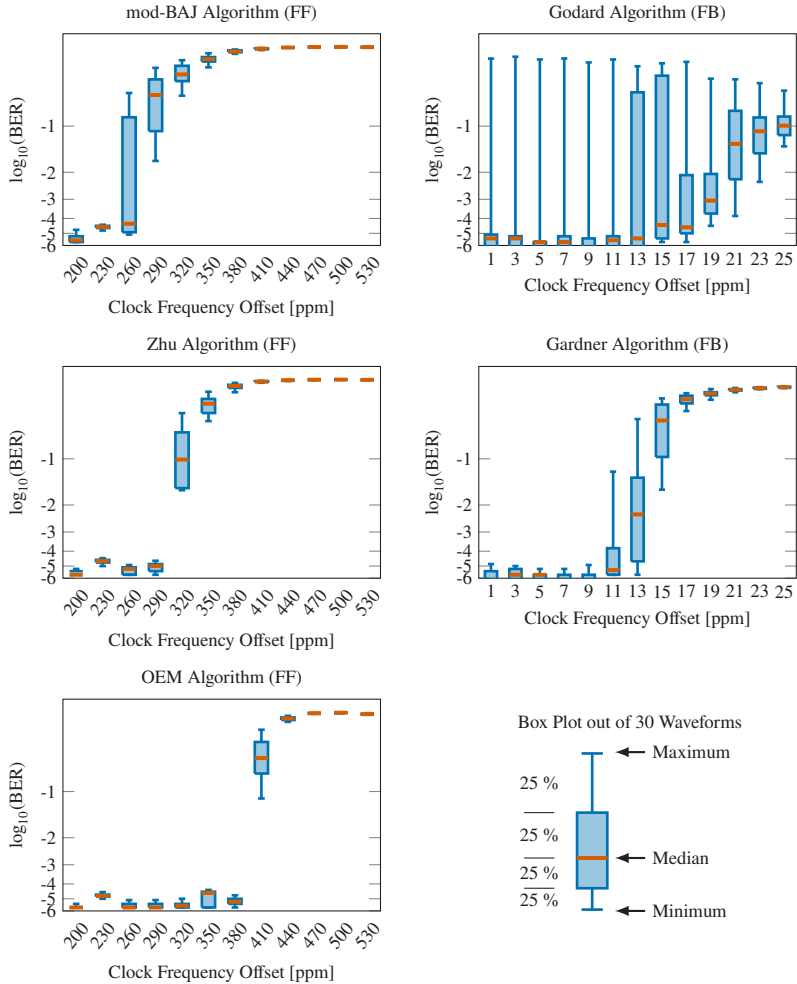 mod-BAJ Algorithm (FF)
log10(BER)
-1
-2
-3
-4
-5
-6
200 230 260 290 320 350 380 410 440 470 500 530
Clock Frequency Offset [ppm]
Godard Algorithm (FB)
log10(BER)
-1
-2
-3
-4
-5
-6
1 3 5 7 9 11 13 15 17 19 21 23 25
Clock Frequency Offset [ppm]
Zhu Algorithm (FF)
log10(BER)
-1
-2
-3
-4
-5
-6
200 230 260 290 320 350 380 410 440 470 500 530
Clock Frequency Offset [ppm]
Gardner Algorithm (FB)
log10(BER)
-1
-2
-3
-4
-5
-6
1 3 5 7 9 11 13 15 17 19 21 23 25
Clock Frequency Offset [ppm]
OEM Algorithm (FF)
log10(BER)
-1
-2
-3
-4
-5
-6
200 230 260 290 320 350 380 410 440 470 500 530
Clock Frequency Offset [ppm]
Box Plot out of 30 Waveforms
Maximum
25 %
25 %
Median
25 %
25 %
Minimum